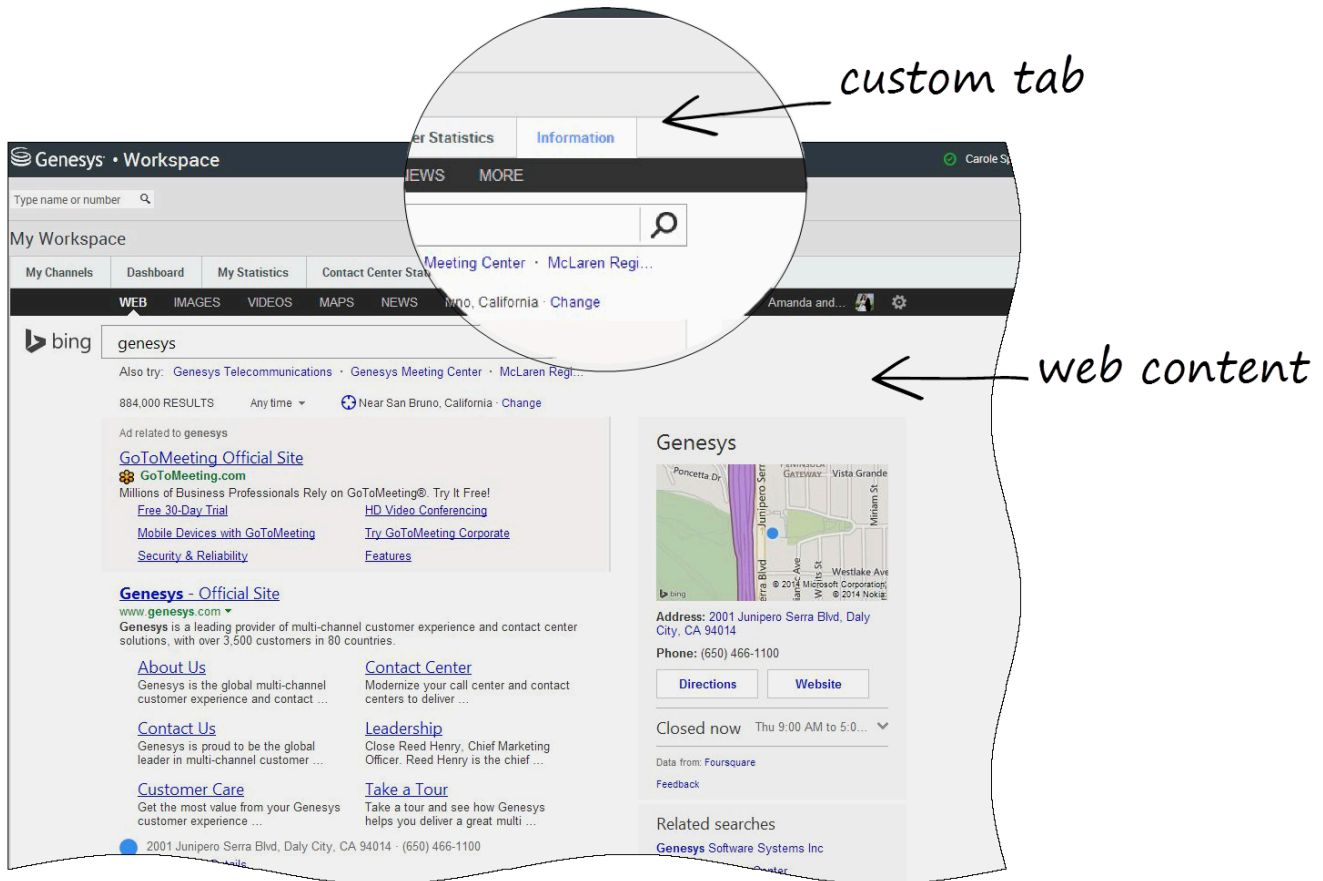 custom tab
er Statistics Information
Genesys • Workspace
Carole
EWS MORE
Type name or number
My Workspace
Meeting Center · McLaren Regi...
My Channels Dashboard My Statistics Contact Center
no, California · Change
WEB IMAGES VIDEOS MAPS NEWS
Amanda and...
bing genesys
web content
Also try: Genesys Telecommunications · Genesys Meeting Center · McLaren Regi...
884,000 RESULTS Any time Near San Bruno, California · Change
Ad related to genesys
GoToMeeting Official Site
GoToMeeting.com
Millions of Business Professionals Rely on GoToMeeting®. Try It Free!
Free 30-Day Trial HD Video Conferencing
Mobile Devices with GoToMeeting Try GoToMeeting Corporate
Security & Reliability Features
Genesys - Official Site
www.genesys.com
Genesys is a leading provider of multi-channel customer experience and contact center
solutions, with over 3,500 customers in 80 countries.
About Us
Genesys is the global multi-channel
customer experience and contact ...
Contact Center
Modernize your call center and contact
centers to deliver ...
Contact Us
Genesys is proud to be the global
leader in multi-channel customer ...
Leadership
Close Reed Henry, Chief Marketing
Officer. Reed Henry is the chief ...
Customer Care
Get the most value from your Genesys
customer experience ...
Take a Tour
Take a tour and see how Genesys
helps you deliver a great multi ...
2001 Junipero Serra Blvd, Daly City, CA 94014 · (650) 466-1100
Genesys
Poncetta Dr
Junipero Serr
GATEWAY
Vista Grande
Miriam St
Westlake Ave
erra Blvd
© 2014 Microsoft Corporation
© 2014 Nokia
bing
Address: 2001 Junipero Serra Blvd, Daly
City, CA 94014
Phone: (650) 466-1100
Directions Website
Closed now Thu 9:00 AM to 5:0...
Data from: Foursquare
Feedback
Related searches
Genesys Software Systems Inc